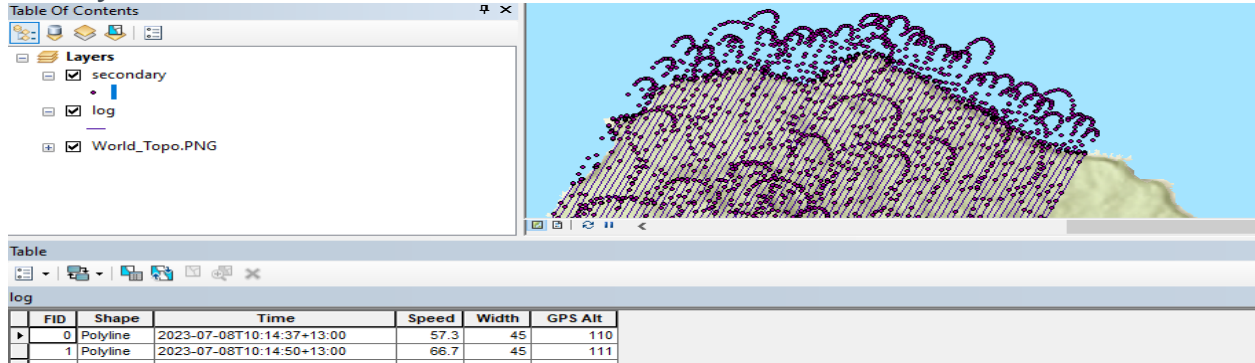 Table Of Contents
Layers
secondary
log
World_Topo.PNG
Table
log
FID Shape Time Speed Width GPS Alt
0 Polyline 2023-07-08T10:14:37+13:00 57.3 45 110
1 Polyline 2023-07-08T10:14:50+13:00 66.7 45 111